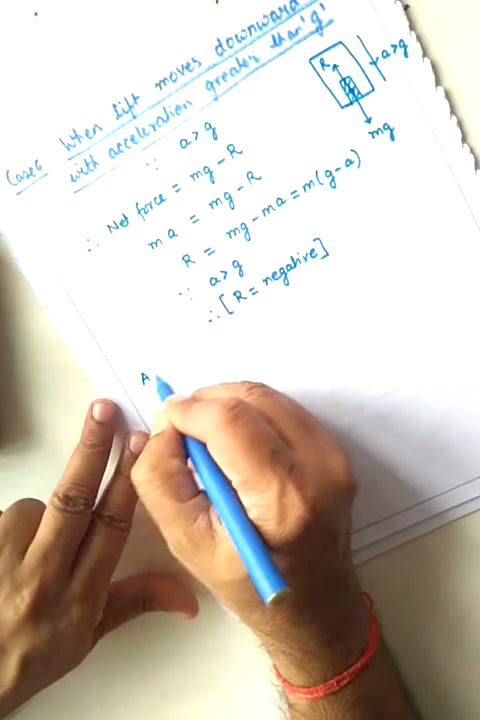 Case 6 When lift moves downward
with acceleration greater than 'g'
∵ a > g
∴ Net force = mg - R
ma = mg - R
R = mg - ma = m(g-a)
∵ a > g
∴ [R = negative]
A
R
a>g
mg